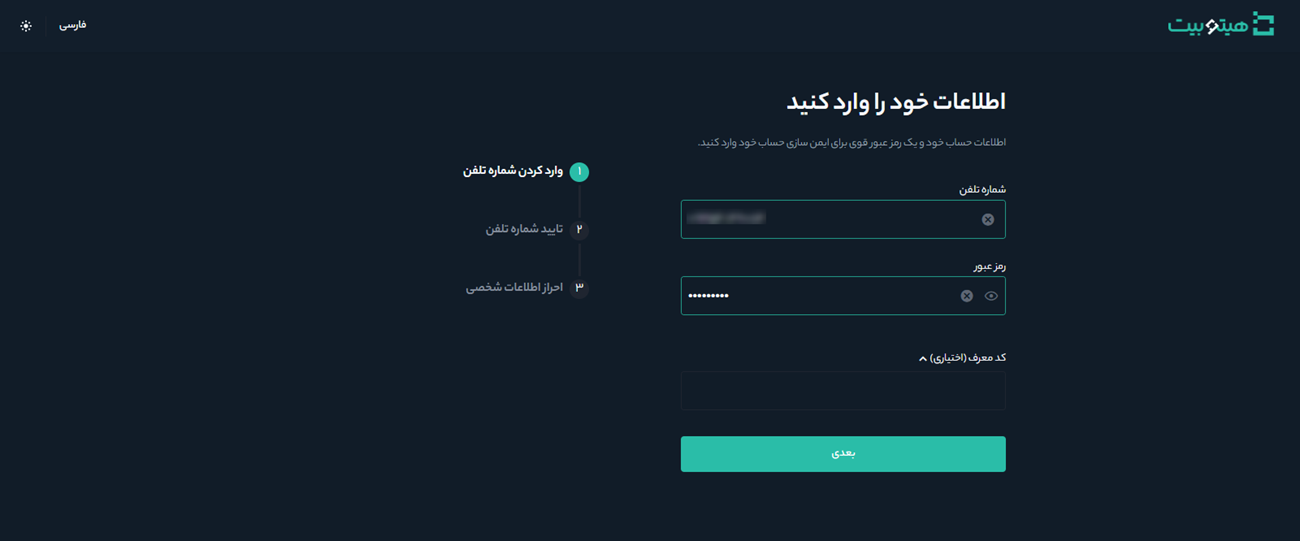 هیتوبیت
فارسی
اطلاعات خود را وارد کنید
اطلاعات حساب خود و یک رمز عبور قوی برای ایمن سازی حساب خود وارد کنید.
شماره تلفن
رمز عبور
•••••••••
کد معرف (اختیاری)
بعدی
۱ وارد کردن شماره تلفن
۲ تایید شماره تلفن
۳ احراز اطلاعات شخصی